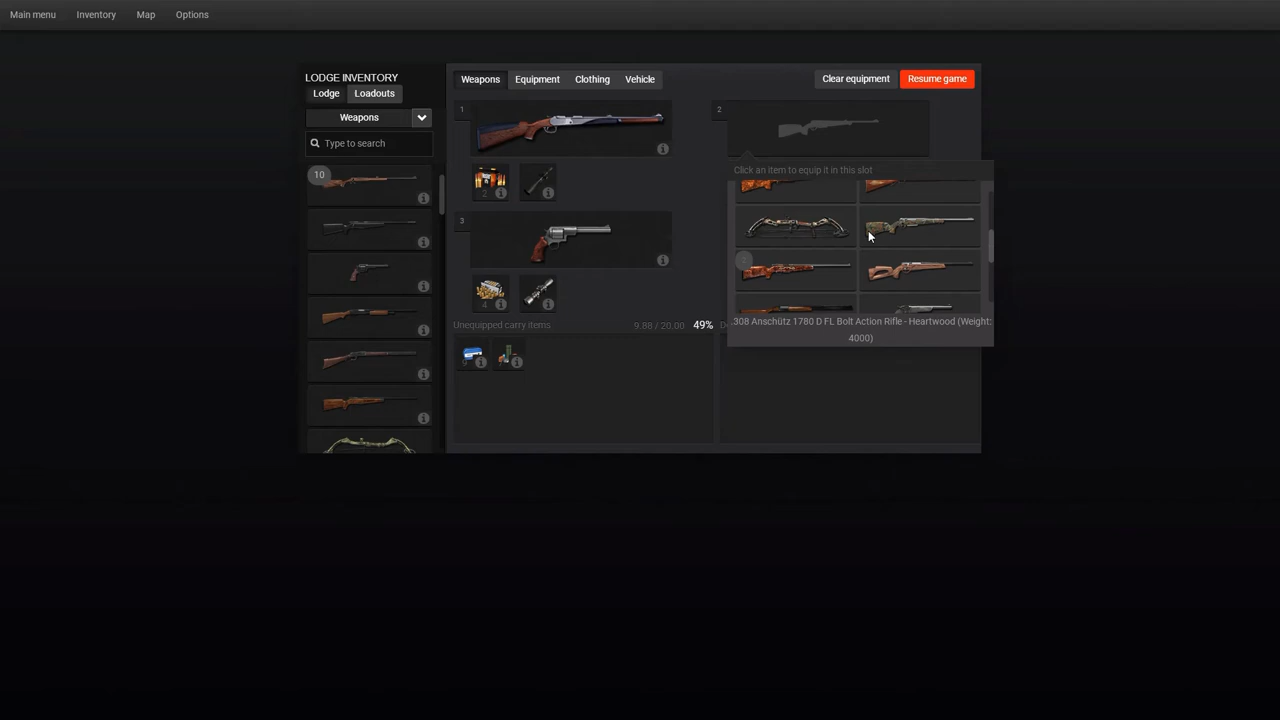 Main menu Inventory Map Options
LODGE INVENTORY
Lodge Loadouts
Weapons
Type to search
10
Weapons Equipment Clothing Vehicle
Clear equipment Resume game
1
2
2
3
4
Click an item to equip it in this slot
.308 Anschütz 1780 D FL Bolt Action Rifle - Heartwood (Weight:
4000)
Unequipped carry items 9.88 / 20.00 49%